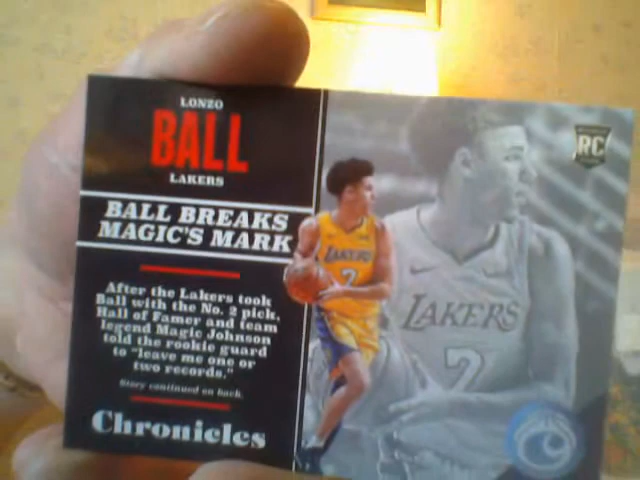 LONZO
BALL
LAKERS
BALL BREAKS
MAGIC'S MARK
After the Lakers took
Ball with the No. 2 pick,
Hall of Famer and team
legend Magic Johnson
told the rookie guard
to "leave me one or
two records."
Story continued on back.
Chronicles
RC
LAKERS
2
LAKERS
2